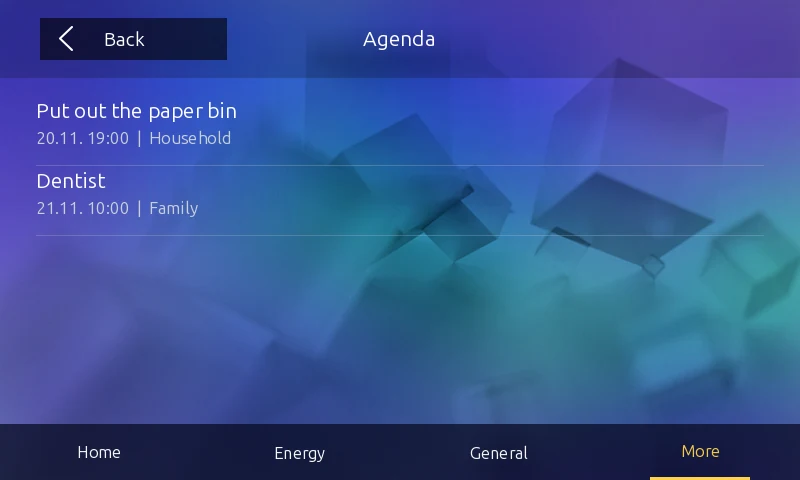 Back
Agenda
Put out the paper bin
20.11. 19:00 | Household
Dentist
21.11. 10:00 | Family
Home
Energy
General
More